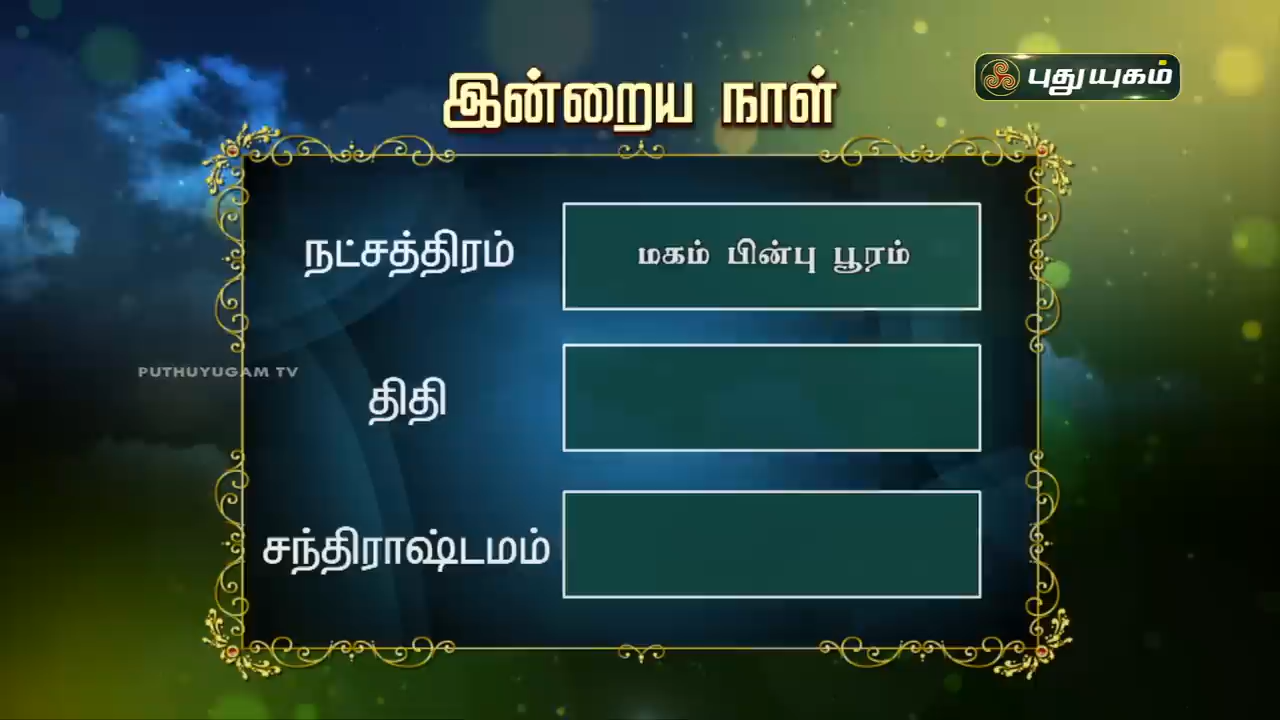 புதுயுகம்
இன்றைய நாள்
நட்சத்திரம்
மகம் பின்பு பூரம்
PUTHUYUGAM TV
திதி
சந்திராஷ்டமம்